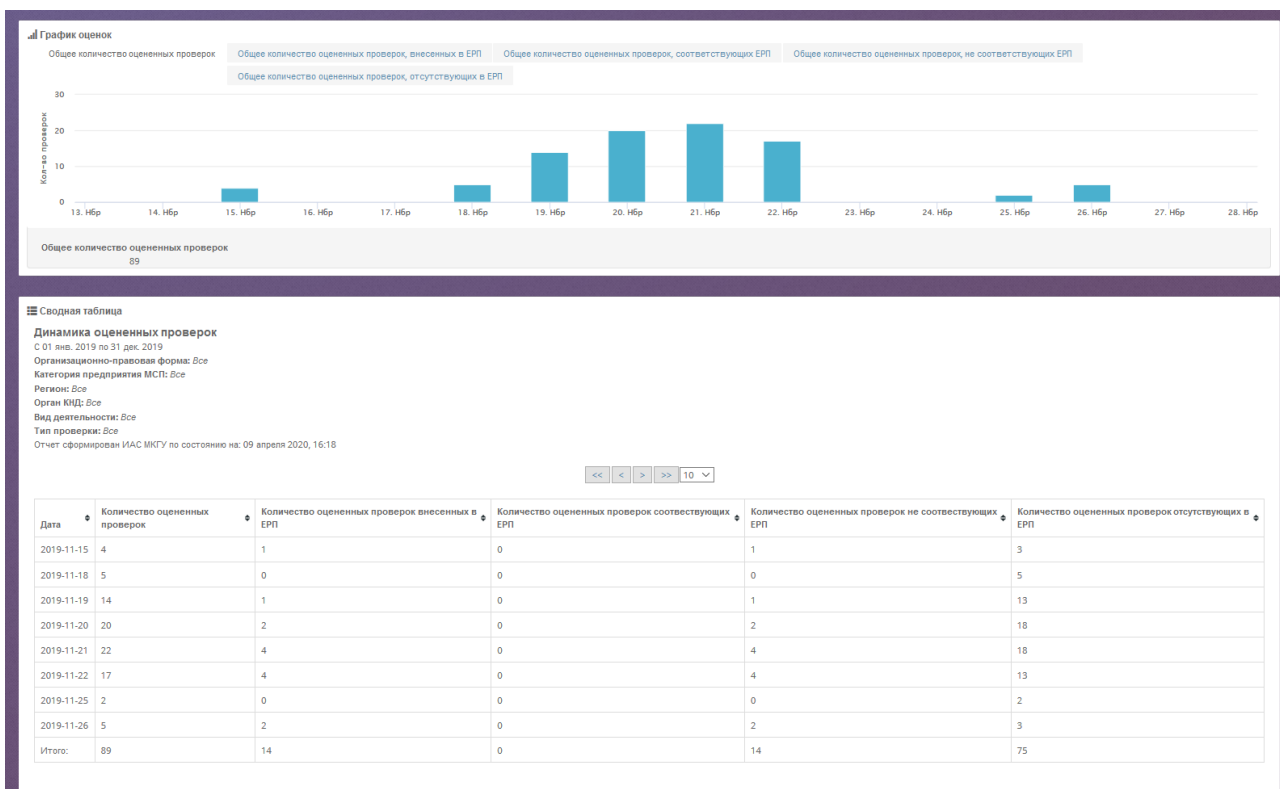 График оценок
Общее количество оцененных проверок
Общее количество оцененных проверок, внесенных в ЕРП
Общее количество оцененных проверок, соответствующих ЕРП
Общее количество оцененных проверок, не соответствующих ЕРП
Общее количество оцененных проверок, отсутствующих в ЕРП
Кол-во проверок
30
20
10
0
13. Нбр 14. Нбр 15. Нбр 16. Нбр 17. Нбр 18. Нбр 19. Нбр 20. Нбр 21. Нбр 22. Нбр 23. Нбр 24. Нбр 25. Нбр 26. Нбр 27. Нбр 28. Нбр
Общее количество оцененных проверок
89
Сводная таблица
Динамика оцененных проверок
С 01 янв. 2019 по 31 дек. 2019
Организационно-правовая форма: Все
Категория предприятия МСП: Все
Регион: Все
Орган КНД: Все
Вид деятельности: Все
Тип проверки: Все
Отчет сформирован ИАС МКГУ по состоянию на: 09 апреля 2020, 16:18
<< < > >> 10
Дата
Количество оцененных
проверок
Количество оцененных проверок внесенных в
ЕРП
Количество оцененных проверок соотвествующих
ЕРП
Количество оцененных проверок не соотвествующих
ЕРП
Количество оцененных проверок отсутствующих в
ЕРП
2019-11-15 4 1 0 1 3
2019-11-18 5 0 0 0 5
2019-11-19 14 1 0 1 13
2019-11-20 20 2 0 2 18
2019-11-21 22 4 0 4 18
2019-11-22 17 4 0 4 13
2019-11-25 2 0 0 0 2
2019-11-26 5 2 0 2 3
Итого: 89 14 0 14 75